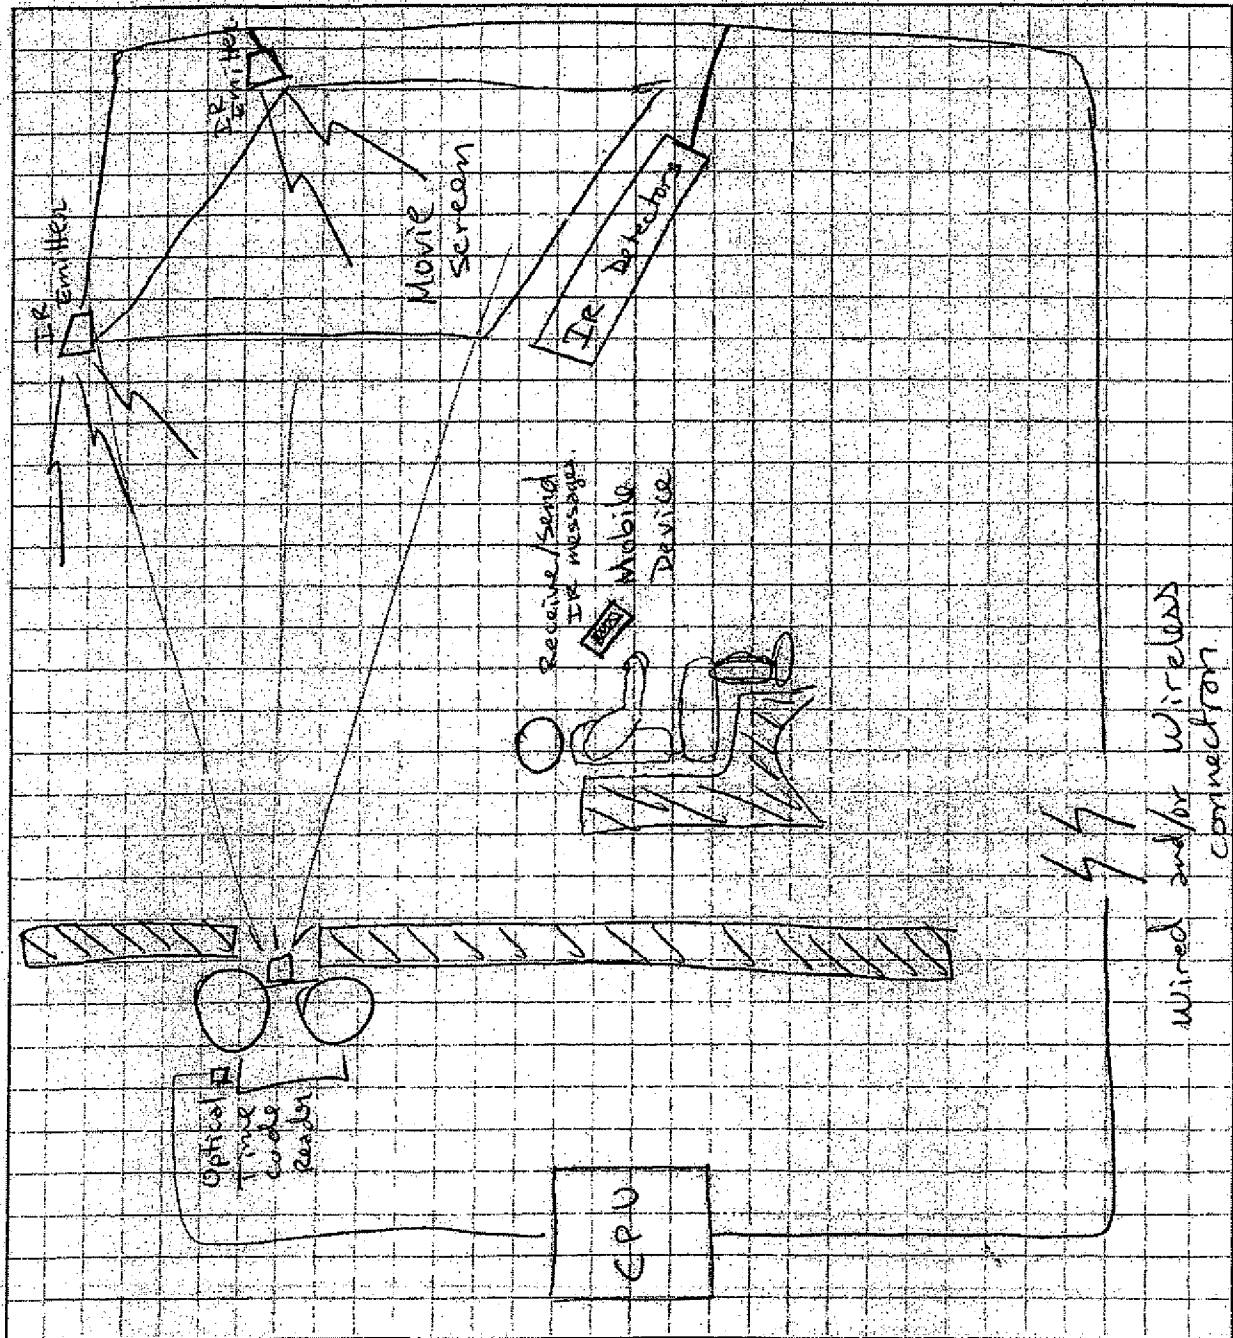 IR
Emitter
IR
Emitter
Movie
Screen
IR Detectors
Receive/Send
IR messages
Mobile
Device
Optical
Time
Code
Reader
CPU
Wired and/or Wireless
connection